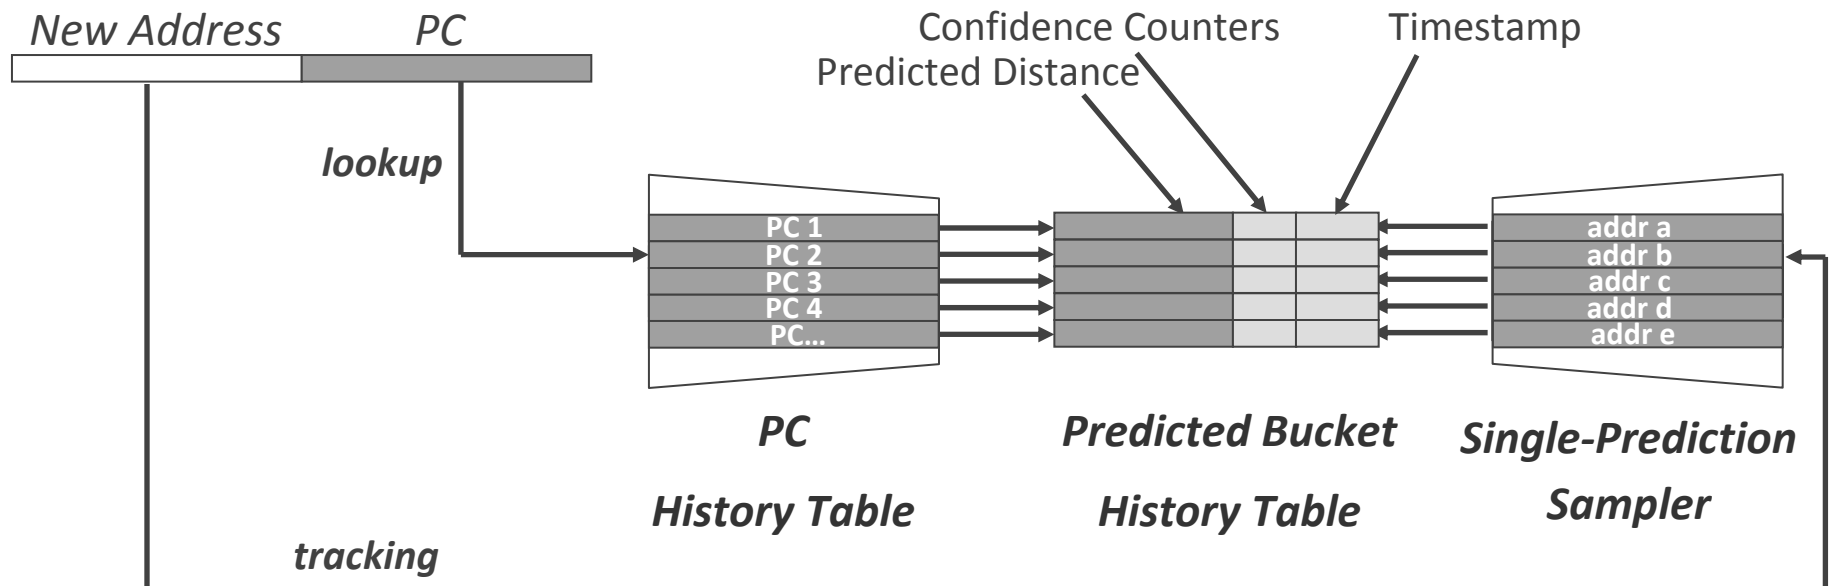 New Address PC
Confidence Counters
Timestamp
Predicted Distance
lookup
PC 1
PC 2
PC 3
PC 4
PC...
addr a
addr b
addr c
addr d
addr e
PC
History Table
Predicted Bucket
History Table
Single-Prediction
Sampler
tracking